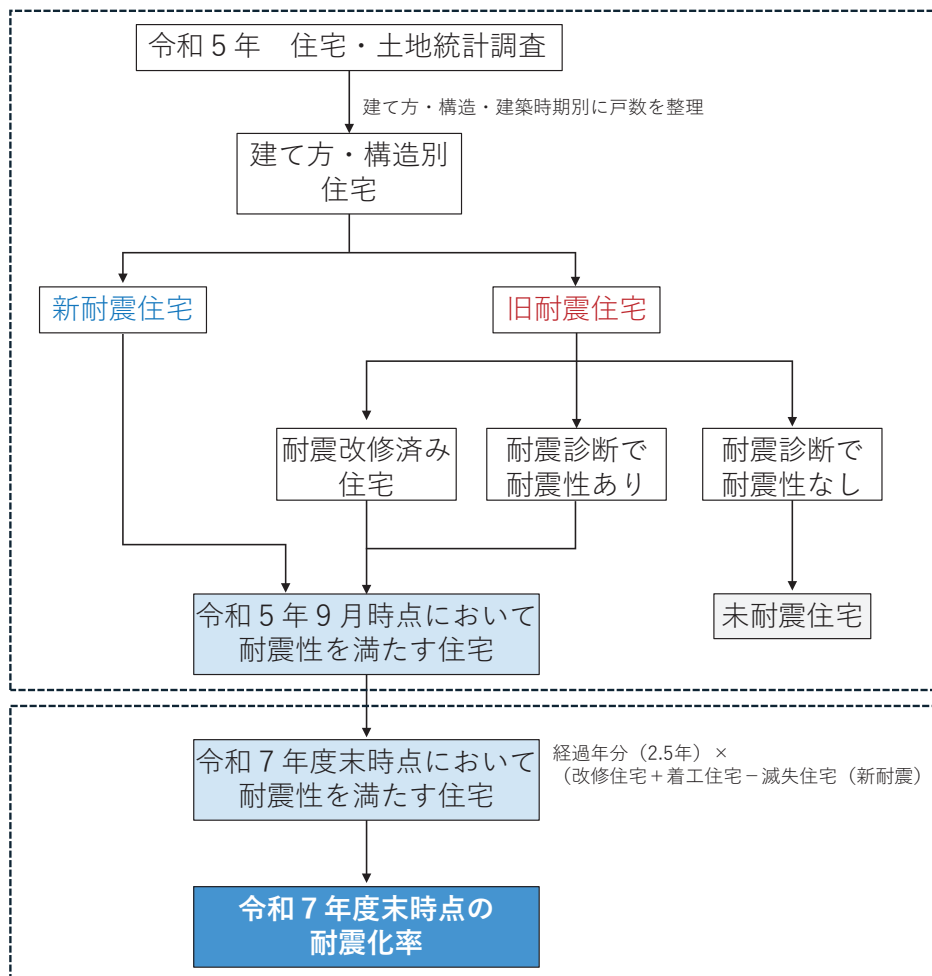 令和５年　住宅・土地統計調査
建て方・構造・建築時期別に戸数を整理
建て方・構造別
住宅
新耐震住宅
旧耐震住宅
耐震改修済み
住宅
耐震診断で
耐震性あり
耐震診断で
耐震性なし
令和５年９月時点において
耐震性を満たす住宅
未耐震住宅
令和７年度末時点において
耐震性を満たす住宅
経過年分（2.5年）×
（改修住宅＋着工住宅－滅失住宅（新耐震）
令和７年度末時点の
耐震化率